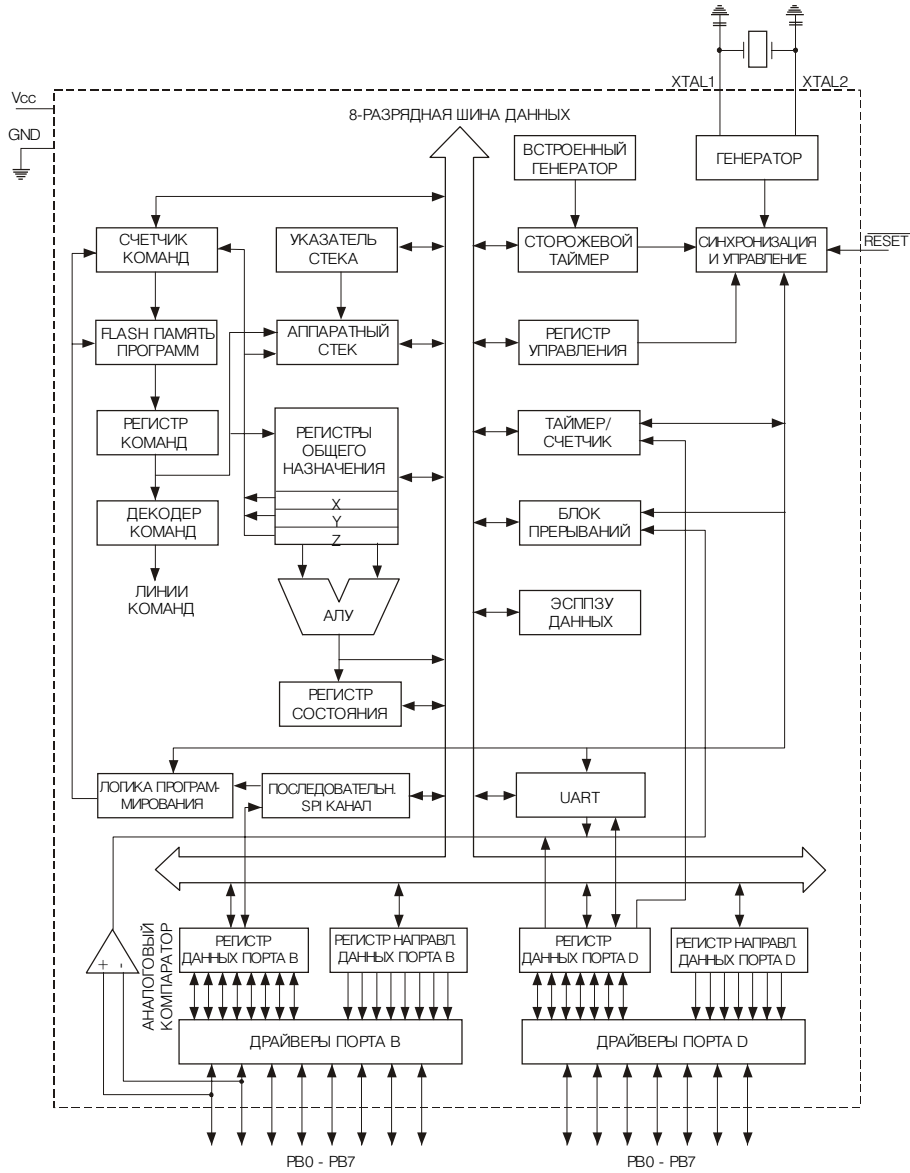 XTAL1
XTAL2
Vcc
GND
8-РАЗРЯДНАЯ ШИНА ДАННЫХ
ВСТРОЕННЫЙ
ГЕНЕРАТОР
ГЕНЕРАТОР
СЧЕТЧИК
КОМАНД
УКАЗАТЕЛЬ
СТЕКА
СТОРОЖЕВОЙ
ТАЙМЕР
СИНХРОНИЗАЦИЯ
И УПРАВЛЕНИЕ
RESET
FLASH ПАМЯТЬ
ПРОГРАММ
АППАРАТНЫЙ
СТЕК
РЕГИСТР
УПРАВЛЕНИЯ
РЕГИСТР
КОМАНД
РЕГИСТРЫ
ОБЩЕГО
НАЗНАЧЕНИЯ
X
Y
Z
ТАЙМЕР/
СЧЕТЧИК
ДЕКОДЕР
КОМАНД
БЛОК
ПРЕРЫВАНИЙ
ЛИНИИ
КОМАНД
АЛУ
ЭСППЗУ
ДАННЫХ
РЕГИСТР
СОСТОЯНИЯ
ЛОГИКА ПРОГРАМ-
МИРОВАНИЯ
ПОСЛЕДОВАТЕЛЬН.
SPI КАНАЛ
UART
+ -
АНАЛОГОВЫЙ
КОМПАРАТОР
РЕГИСТР
ДАННЫХ ПОРТА В
РЕГИСТР НАПРАВЛ.
ДАННЫХ ПОРТА В
РЕГИСТР
ДАННЫХ ПОРТА D
РЕГИСТР НАПРАВЛ.
ДАННЫХ ПОРТА D
ДРАЙВЕРЫ ПОРТА В
ДРАЙВЕРЫ ПОРТА D
PB0 - PB7
PB0 - PB7